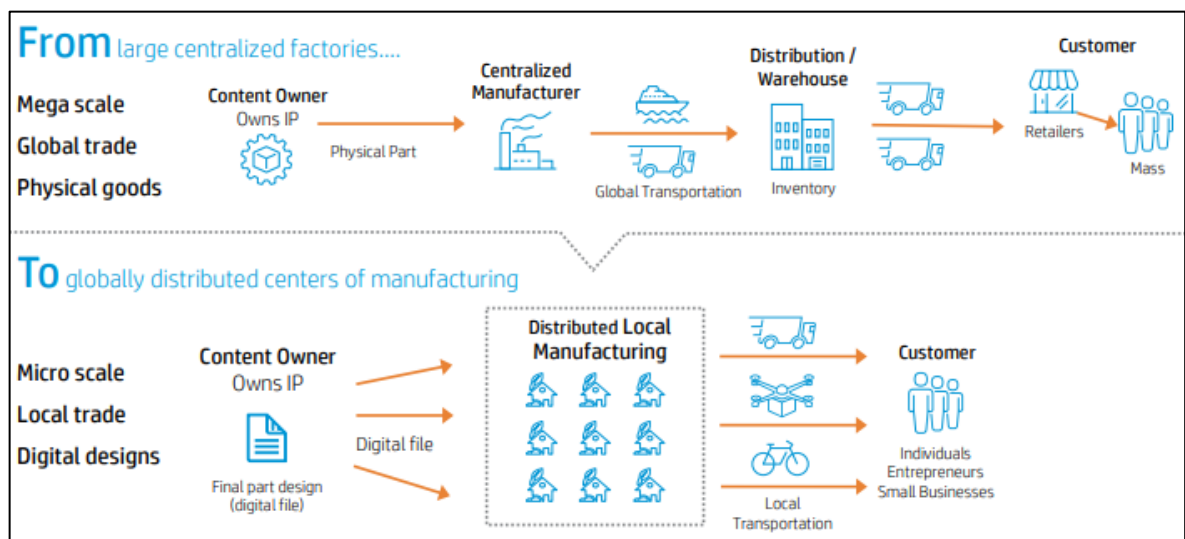 From large centralized factories....
Mega scale
Global trade
Physical goods
Content Owner
Owns IP
Physical Part
Centralized
Manufacturer
Global Transportation
Distribution /
Warehouse
Inventory
Customer
Retailers
Mass
To globally distributed centers of manufacturing
Micro scale
Local trade
Digital designs
Content Owner
Owns IP
Final part design
(digital file)
Digital file
Distributed Local
Manufacturing
Local
Transportation
Customer
Individuals
Entrepreneurs
Small Businesses